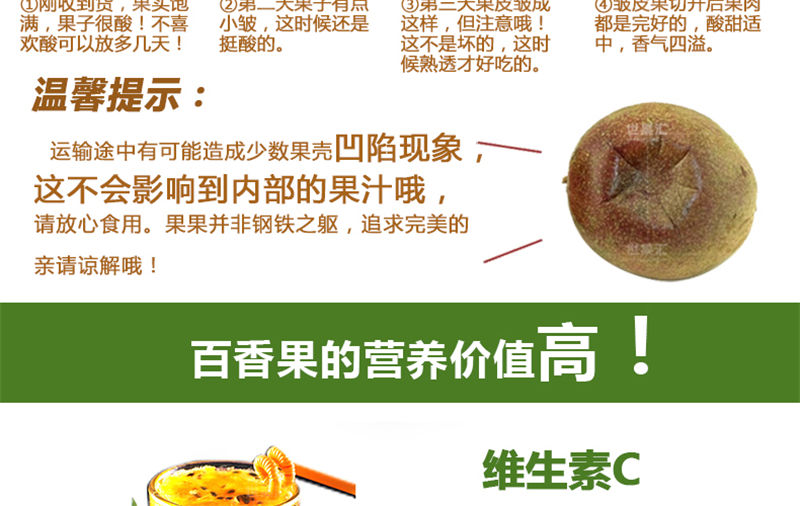 ①刚收到货，果实饱
满，果子很酸！不喜
欢酸可以放多几天！
②第二天果子有点
小皱，这时候还是
挺酸的。
③第三天果皮皱成
这样，但注意哦！
这不是坏的，这时
候熟透才好吃的。
④皱皮果切开后果肉
都是完好的，酸甜适
中，香气四溢。
温馨提示：
运输途中有可能造成少数果壳凹陷现象，
这不会影响到内部的果汁哦，
请放心食用。果果并非钢铁之躯，追求完美的
亲请谅解哦！
百香果的营养价值高！
维生素C